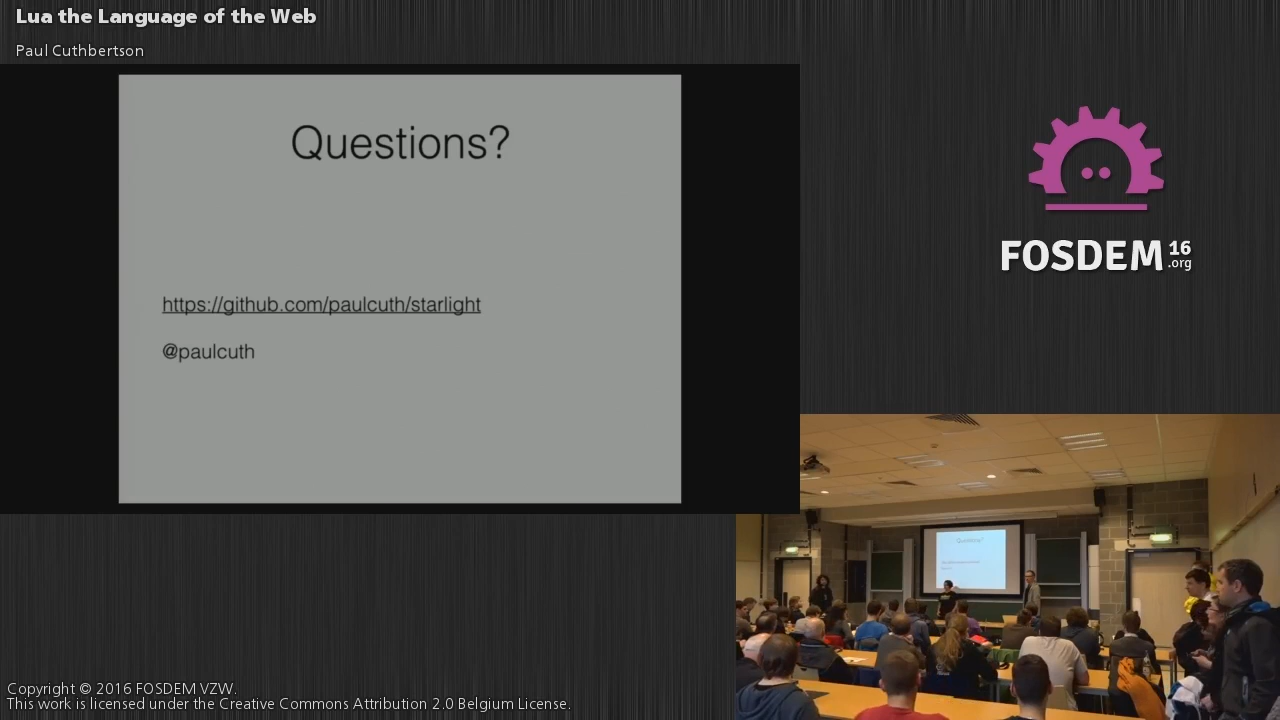 Lua the Language of the Web
Paul Cuthbertson
Questions?
https://github.com/paulcuth/starlight
@paulcuth
FOSDEM 16
.org
Questions?
Copyright © 2016 FOSDEM VZW.
This work is licensed under the Creative Commons Attribution 2.0 Belgium License.